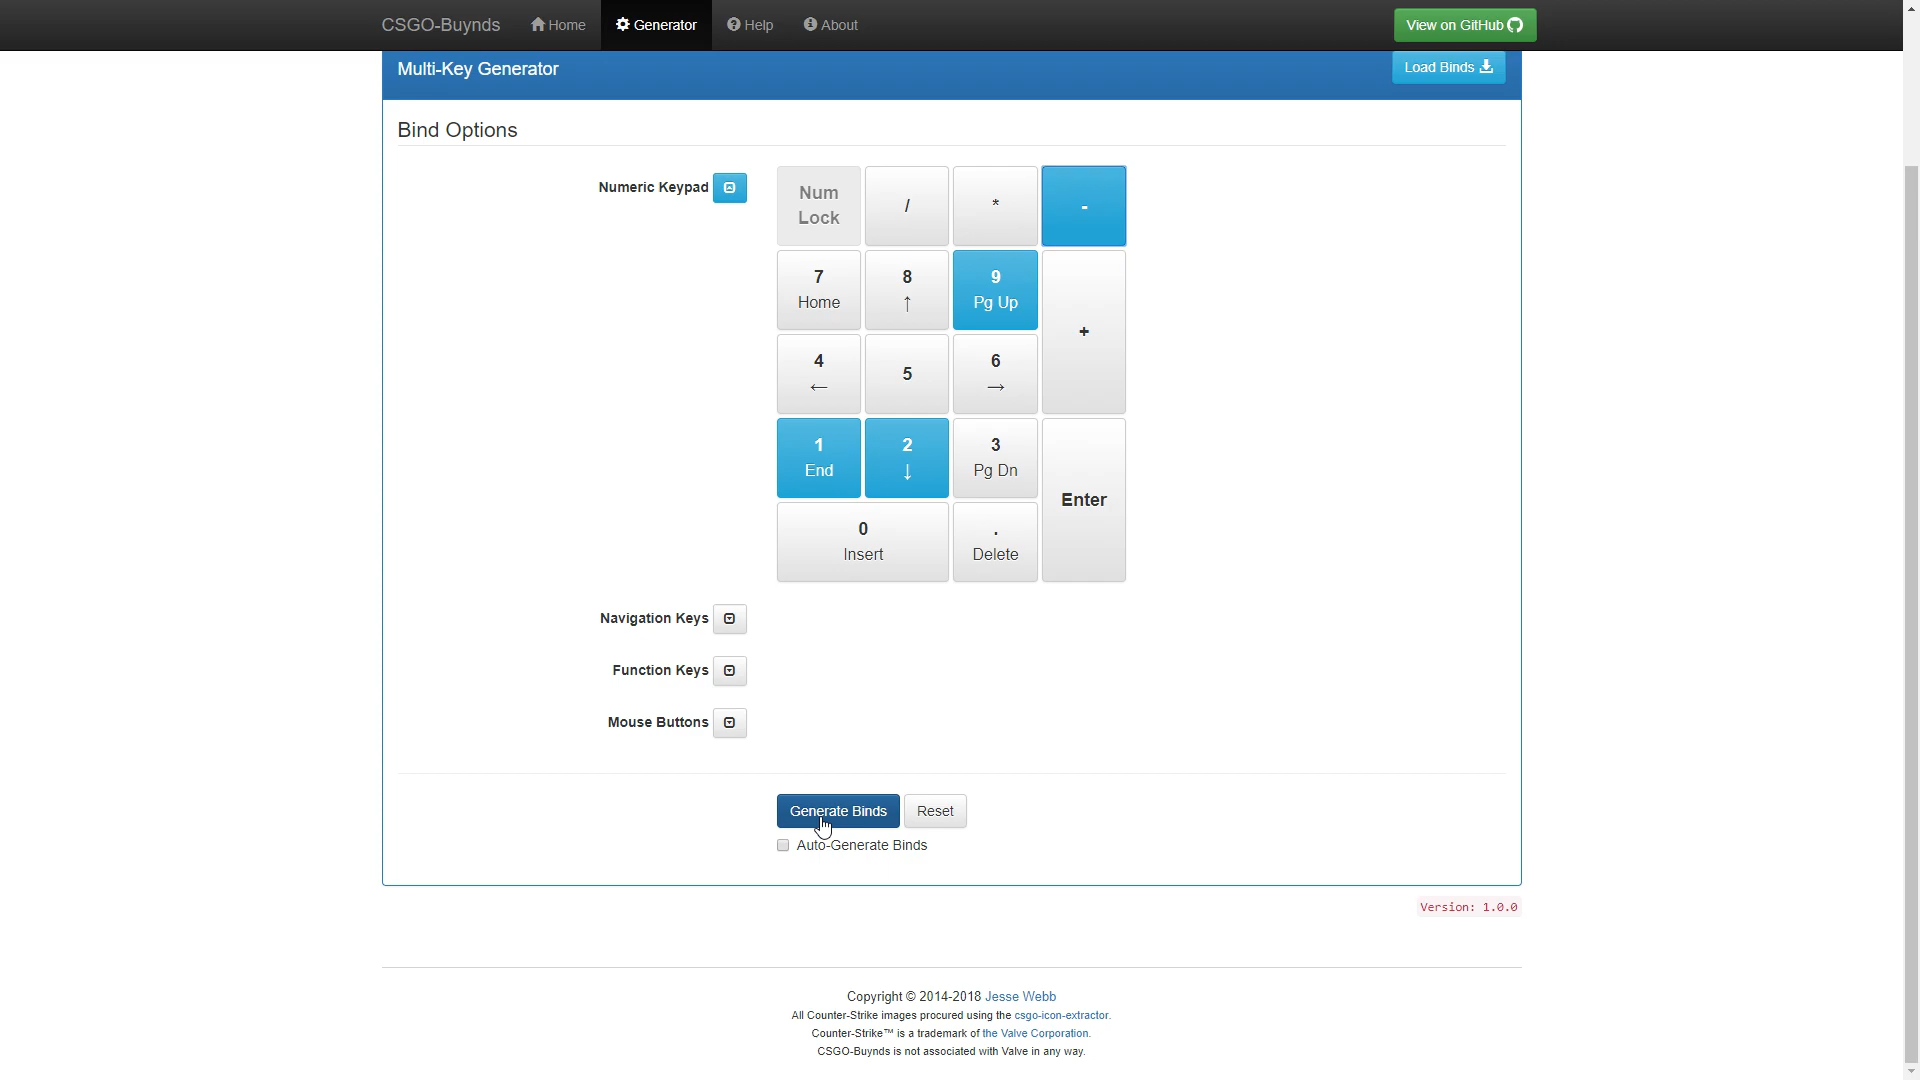 CSGO-Buynds Home Generator Help About View on GitHub
Multi-Key Generator Load Binds
Bind Options
Numeric Keypad
Num Lock / * -
7 Home 8 ↑ 9 Pg Up +
4 ← 5 6 →
1 End 2 ↓ 3 Pg Dn Enter
0 Insert . Delete
Navigation Keys
Function Keys
Mouse Buttons
Generate Binds Reset
Auto-Generate Binds
Version: 1.0.0
Copyright © 2014-2018 Jesse Webb
All Counter-Strike images procured using the csgo-icon-extractor.
Counter-Strike™ is a trademark of the Valve Corporation.
CSGO-Buynds is not associated with Valve in any way.